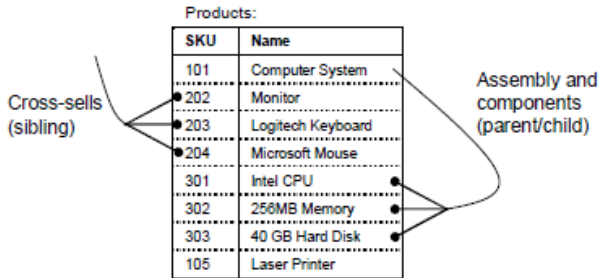 Products:
SKU Name
101 Computer System
202 Monitor
203 Logitech Keyboard
204 Microsoft Mouse
301 Intel CPU
302 256MB Memory
303 40 GB Hard Disk
105 Laser Printer
Cross-sells
(sibling)
Assembly and
components
(parent/child)